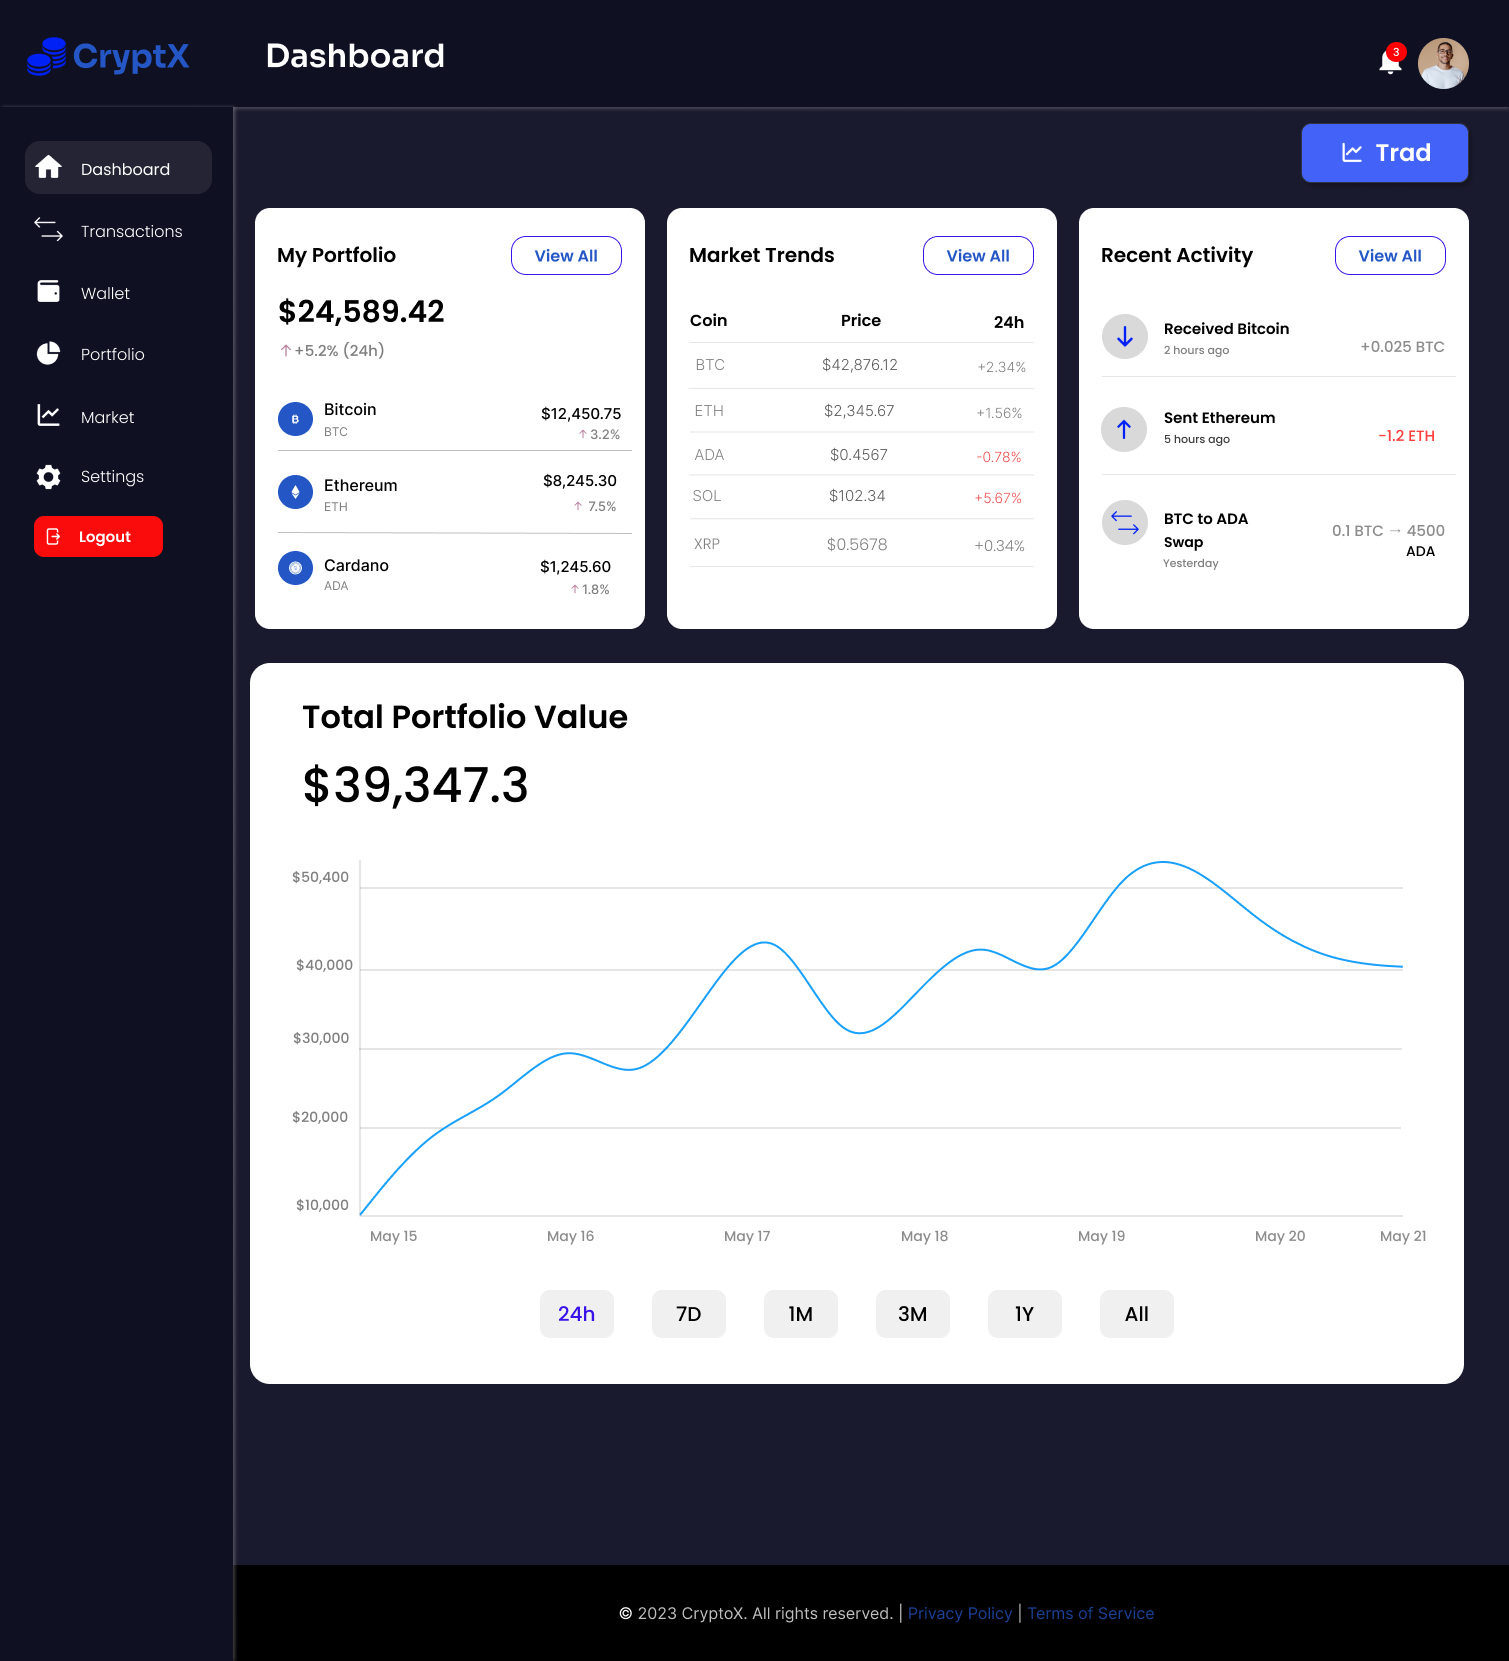 CryptX
Dashboard
3
Dashboard
Transactions
Wallet
Portfolio
Market
Settings
Logout
Trad
My Portfolio
View All
$24,589.42
↑+5.2% (24h)
Bitcoin
BTC
$12,450.75
↑ 3.2%
Ethereum
ETH
$8,245.30
↑ 7.5%
Cardano
ADA
$1,245.60
↑ 1.8%
Market Trends
View All
Coin Price 24h
BTC $42,876.12 +2.34%
ETH $2,345.67 +1.56%
ADA $0.4567 -0.78%
SOL $102.34 +5.67%
XRP $0.5678 +0.34%
Recent Activity
View All
Received Bitcoin
2 hours ago
+0.025 BTC
Sent Ethereum
5 hours ago
-1.2 ETH
BTC to ADA
Swap
Yesterday
0.1 BTC → 4500
ADA
Total Portfolio Value
$39,347.3
$50,400
$40,000
$30,000
$20,000
$10,000
May 15 May 16 May 17 May 18 May 19 May 20 May 21
24h 7D 1M 3M 1Y All
© 2023 CryptoX. All rights reserved. | Privacy Policy | Terms of Service